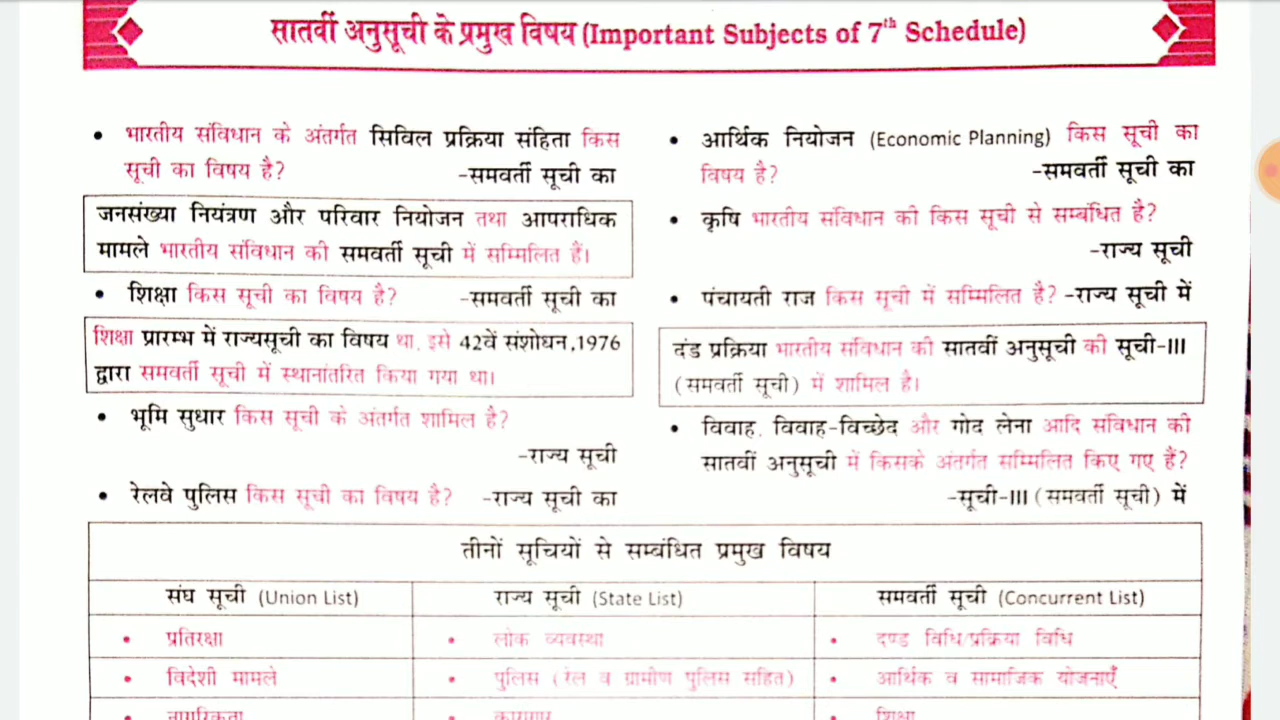 सातवीं अनुसूची के प्रमुख विषय (Important Subjects of 7th Schedule)
• भारतीय संविधान के अंतर्गत सिविल प्रक्रिया संहिता किस
सूची का विषय है? -समवर्ती सूची का
जनसंख्या नियंत्रण और परिवार नियोजन तथा आपराधिक
मामले भारतीय संविधान की समवर्ती सूची में सम्मिलित हैं।
• शिक्षा किस सूची का विषय है? -समवर्ती सूची का
शिक्षा प्रारम्भ में राज्यसूची का विषय था, इसे 42वें संशोधन,1976
द्वारा समवर्ती सूची में स्थानांतरित किया गया था।
• भूमि सुधार किस सूची के अंतर्गत शामिल है?
-राज्य सूची
• रेलवे पुलिस किस सूची का विषय है? -राज्य सूची का
• आर्थिक नियोजन (Economic Planning) किस सूची का
विषय है? -समवर्ती सूची का
• कृषि भारतीय संविधान की किस सूची से सम्बंधित है?
-राज्य सूची
• पंचायती राज किस सूची में सम्मिलित है? -राज्य सूची में
दंड प्रक्रिया भारतीय संविधान की सातवीं अनुसूची की सूची-III
(समवर्ती सूची) में शामिल है।
• विवाह, विवाह-विच्छेद और गोद लेना आदि संविधान की
सातवीं अनुसूची में किसके अंतर्गत सम्मिलित किए गए हैं?
-सूची-III (समवर्ती सूची) में
तीनों सूचियों से सम्बंधित प्रमुख विषय
संघ सूची (Union List) राज्य सूची (State List) समवर्ती सूची (Concurrent List)
• प्रतिरक्षा • लोक व्यवस्था • दण्ड विधि/प्रक्रिया विधि
• विदेशी मामले • पुलिस (रेल व ग्रामीण पुलिस सहित) • आर्थिक व सामाजिक योजनाएँ
• नागरिकता • कारागार • शिक्षा